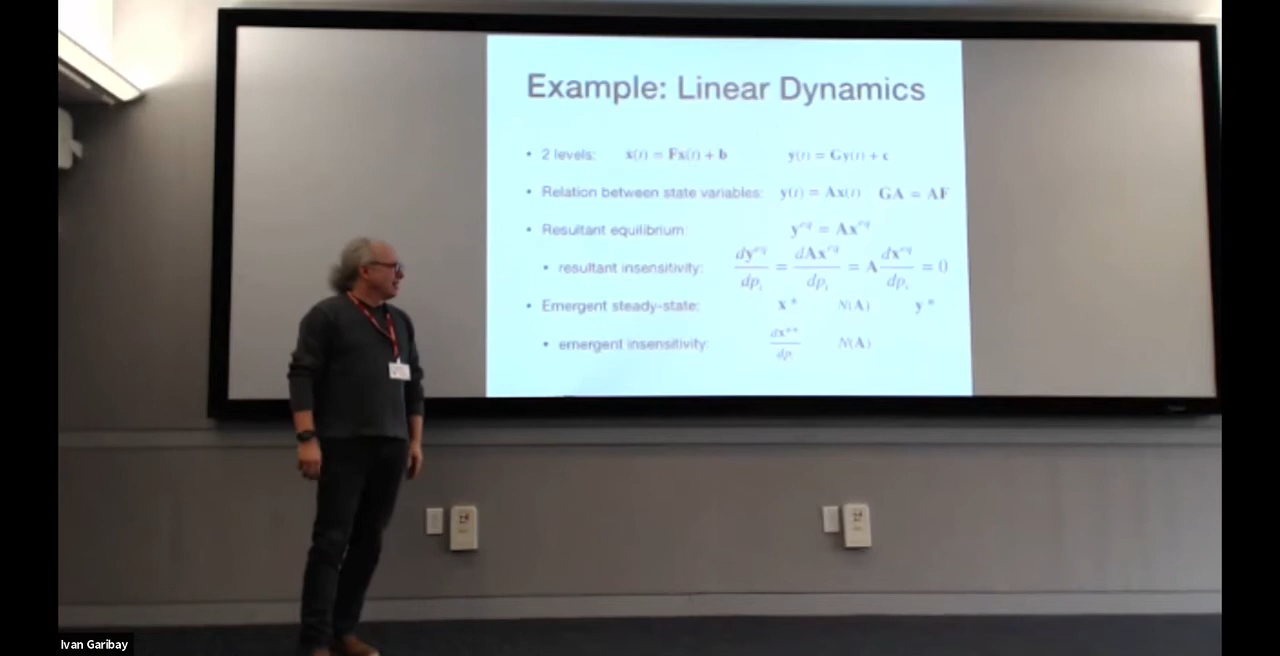 Example: Linear Dynamics
• 2 levels: ẋ(t) = Fx(t) + b ẏ(t) = Gy(t) + c
• Relation between state variables: y(t) = Ax(t) GA = AF
• Resultant equilibrium: y^eq = Ax^eq
• resultant insensitivity: dy^eq/dp_i = dAx^eq/dp_i = A dx^eq/dp_i = 0
• Emergent steady-state: x* N(A) y*
• emergent insensitivity: N(A)
Ivan Garibay